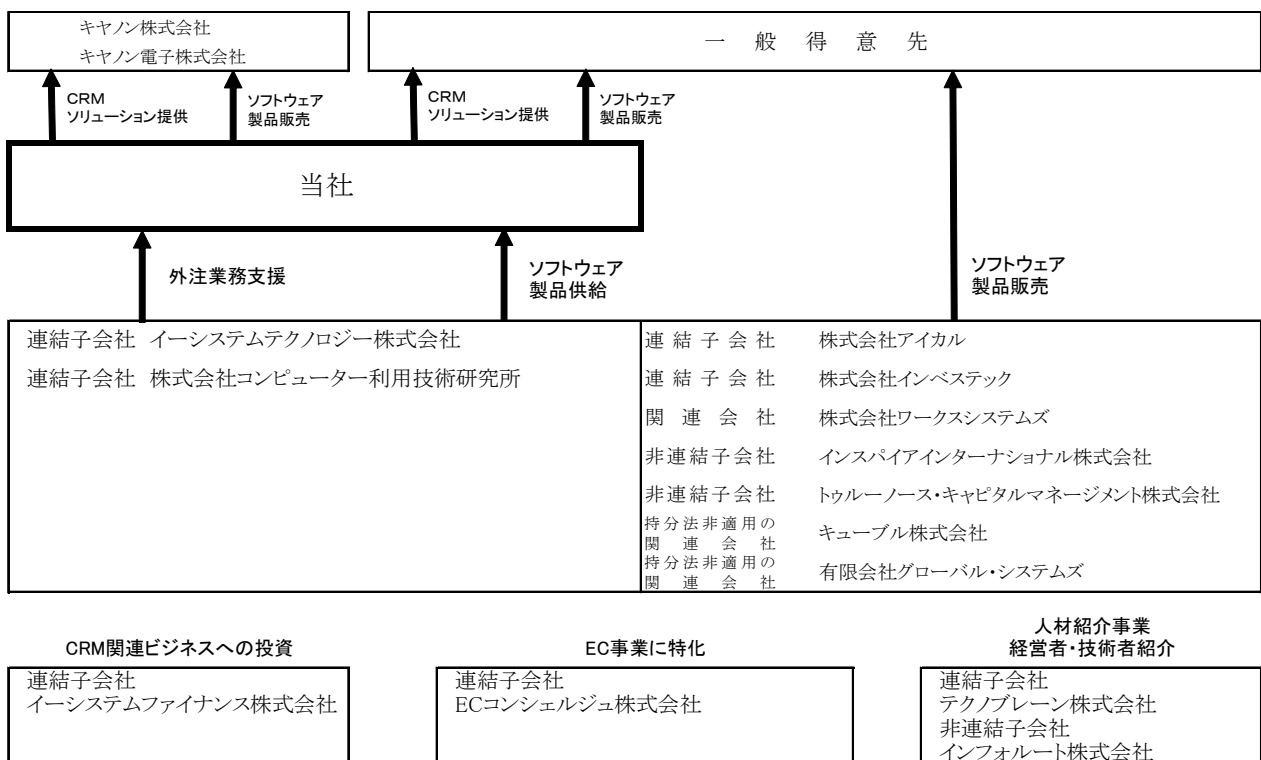 キヤノン株式会社
キヤノン電子株式会社
一般得意先
CRM
ソリューション提供
ソフトウェア
製品販売
CRM
ソリューション提供
ソフトウェア
製品販売
当社
外注業務支援
ソフトウェア
製品供給
ソフトウェア
製品販売
連結子会社 イーシステムテクノロジー株式会社
連結子会社 株式会社コンピューター利用技術研究所
連結子会社 株式会社アイカル
連結子会社 株式会社インベステック
関連会社 株式会社ワークスシステムズ
非連結子会社 インスパイアインターナショナル株式会社
非連結子会社 トゥルーノース・キャピタルマネージメント株式会社
持分法非適用の
関連会社 キューブル株式会社
持分法非適用の
関連会社 有限会社グローバル・システムズ
CRM関連ビジネスへの投資
連結子会社
イーシステムファイナンス株式会社
EC事業に特化
連結子会社
ECコンシェルジュ株式会社
人材紹介事業
経営者・技術者紹介
連結子会社
テクノブレーン株式会社
非連結子会社
インフォルート株式会社